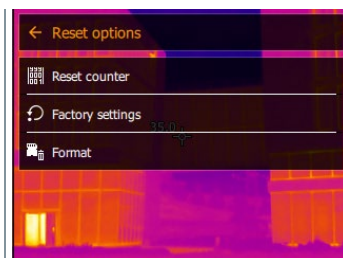 Reset options
Reset counter
Factory settings
35.0
Format